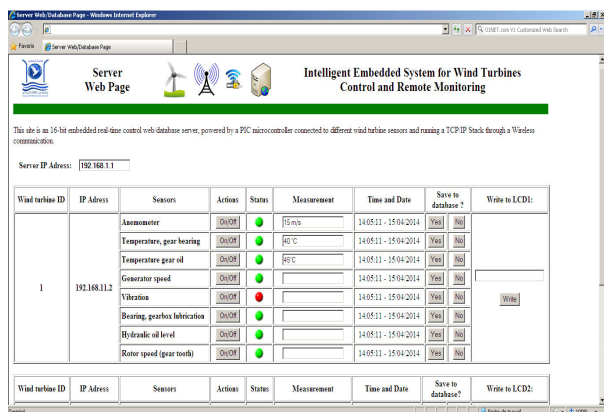 Server Web/Database Page - Windows Internet Explorer
Favoris Server Web/Database Page
Server
Web Page
Intelligent Embedded System for Wind Turbines
Control and Remote Monitoring
This site is an 16-bit embedded real-time control web/database server, powered by a PIC microcontroller connected to different wind turbine sensors and running a TCP/IP Stack through a Wireless
communication.
Server IP Adress: 192.168.1.1
Wind turbine ID IP Adress Sensors Actions Status Measurement Time and Date Save to database ? Write to LCD1:
1 192.168.11.2
Anemometer On/Off 15 m/s 14:05:11 - 15/04/2014 Yes No
Temperature, gear bearing On/Off 40 °C 14:05:11 - 15/04/2014 Yes No
Temperature gear oil On/Off 45°C 14:05:11 - 15/04/2014 Yes No
Generator speed On/Off 14:05:11 - 15/04/2014 Yes No
Vibration On/Off 14:05:11 - 15/04/2014 Yes No
Write
Bearing, gearbox lubrication On/Off 14:05:11 - 15/04/2014 Yes No
Hydraulic oil level On/Off 14:05:11 - 15/04/2014 Yes No
Rotor speed (gear tooth) On/Off 14:05:11 - 15/04/2014 Yes No
Wind turbine ID IP Adress Sensors Actions Status Measurement Time and Date Save to database? Write to LCD2: